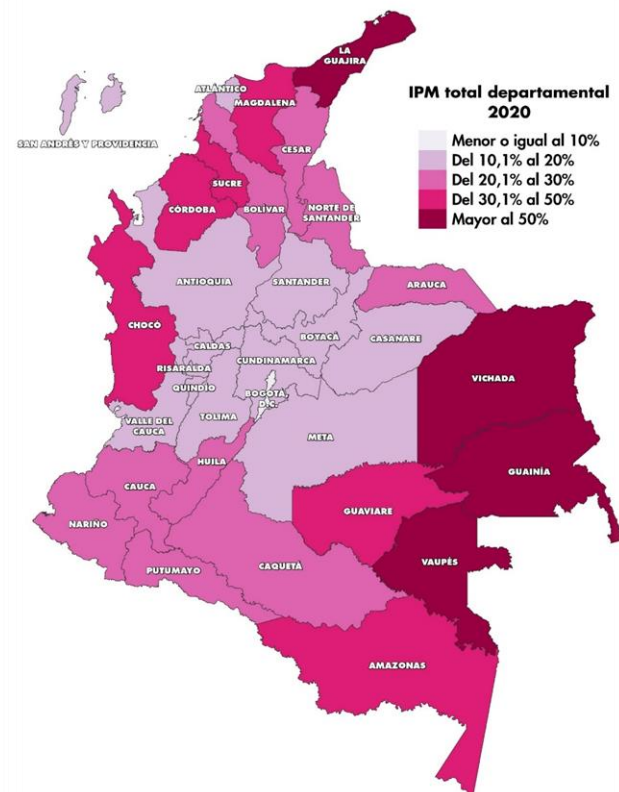 LA
GUAJIRA
ATLÁNTICO
MAGDALENA
IPM total departamental
2020
Menor o igual al 10%
Del 10,1% al 20%
Del 20,1% al 30%
Del 30,1% al 50%
Mayor al 50%
SAN ANDRÉS Y PROVIDENCIA
CESAR
SUCRE
CÓRDOBA
BOLÍVAR
NORTE DE
SANTANDER
ANTIOQUIA
SANTANDER
ARAUCA
CHOCÓ
BOYACÁ
CASANARE
CALDAS
CUNDINAMARCA
RISARALDA
VICHADA
QUINDÍO
BOGOTÁ,
D.C.
TOLIMA
VALLE DEL
CAUCA
META
HUILA
GUAINÍA
CAUCA
GUAVIARE
NARIÑO
VAUPÉS
PUTUMAYO
CAQUETÁ
AMAZONAS